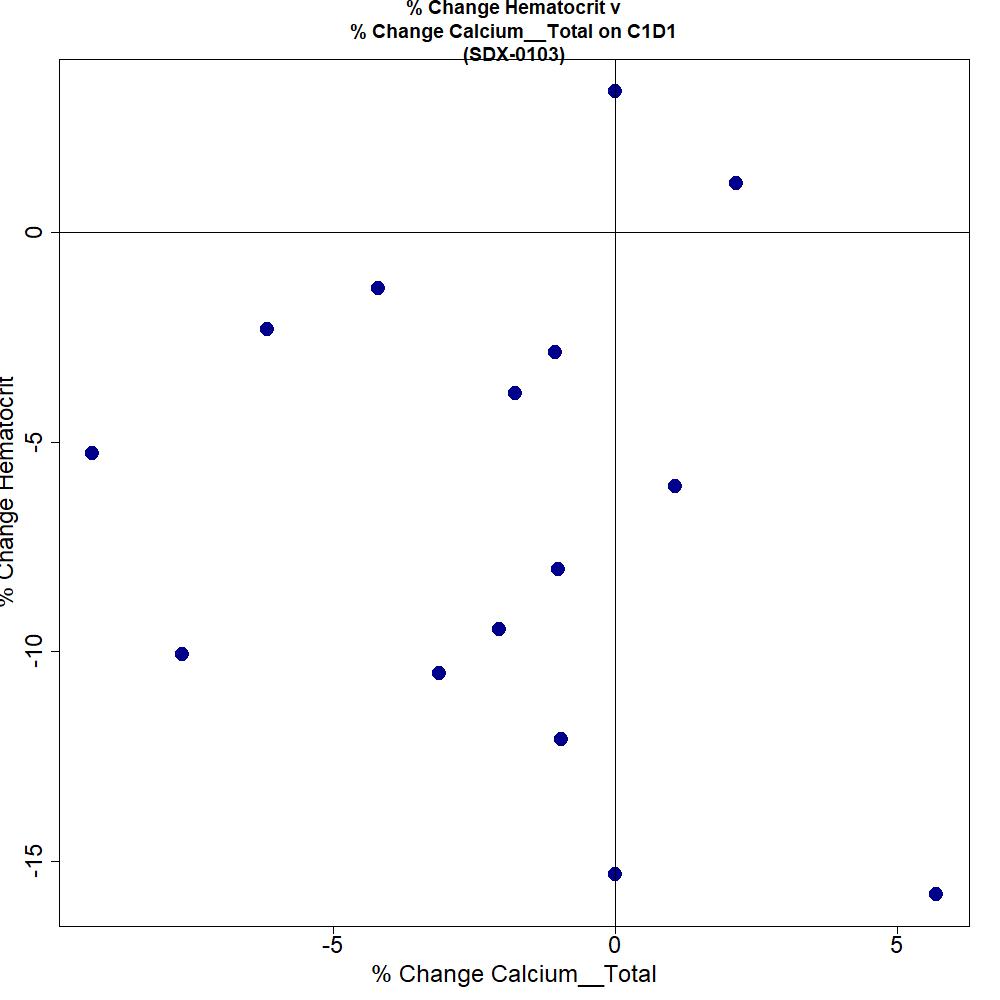 % Change Hematocrit v
% Change Calcium__Total on C1D1
(SDX-0103)
% Change Hematocrit
0
-5
-10
-15
-5
0
5
% Change Calcium__Total